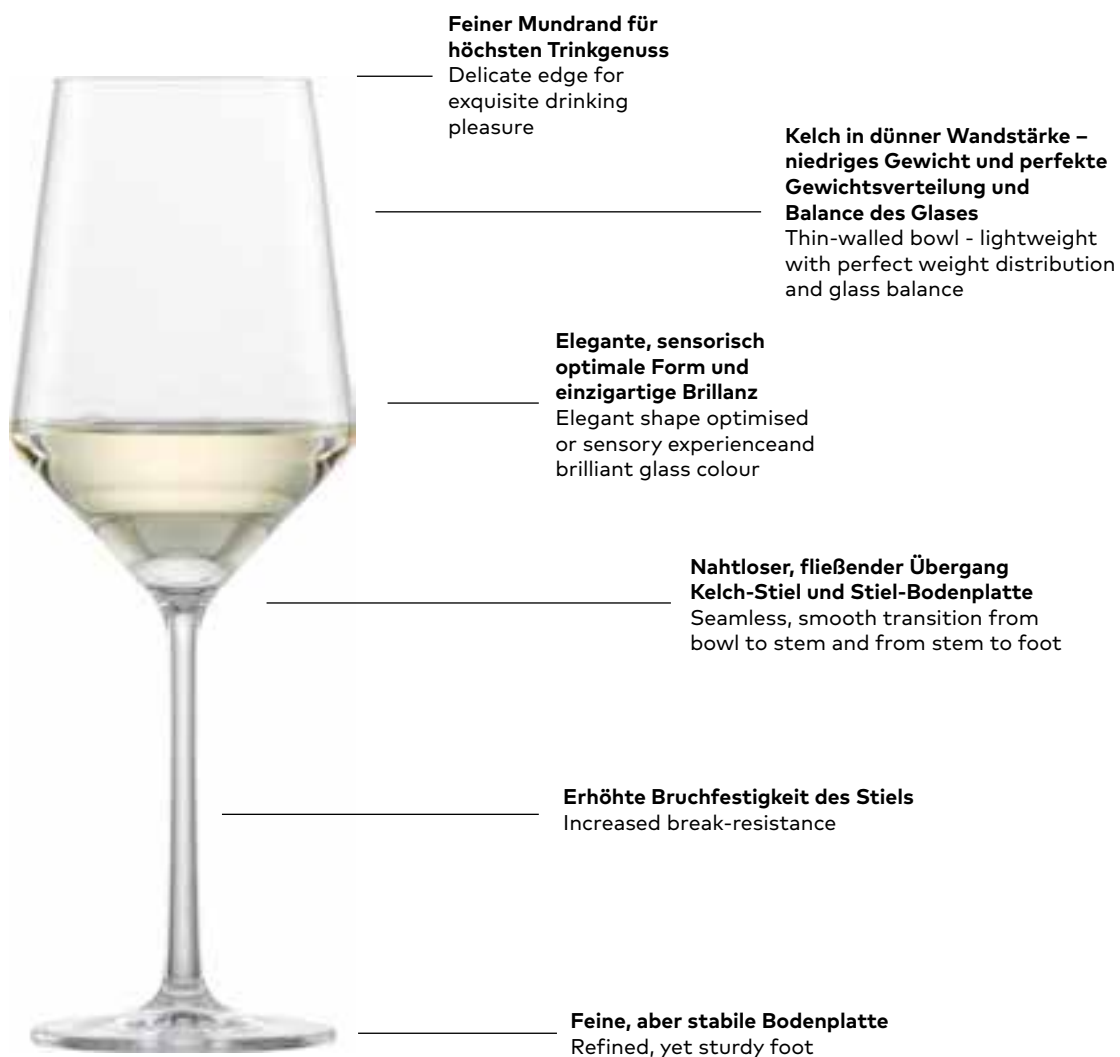 Feiner Mundrand für
höchsten Trinkgenuss
Delicate edge for
exquisite drinking
pleasure
Kelch in dünner Wandstärke –
niedriges Gewicht und perfekte
Gewichtsverteilung und
Balance des Glases
Thin-walled bowl - lightweight
with perfect weight distribution
and glass balance
Elegante, sensorisch
optimale Form und
einzigartige Brillanz
Elegant shape optimised
or sensory experienceand
brilliant glass colour
Nahtloser, fließender Übergang
Kelch-Stiel und Stiel-Bodenplatte
Seamless, smooth transition from
bowl to stem and from stem to foot
Erhöhte Bruchfestigkeit des Stiels
Increased break-resistance
Feine, aber stabile Bodenplatte
Refined, yet sturdy foot